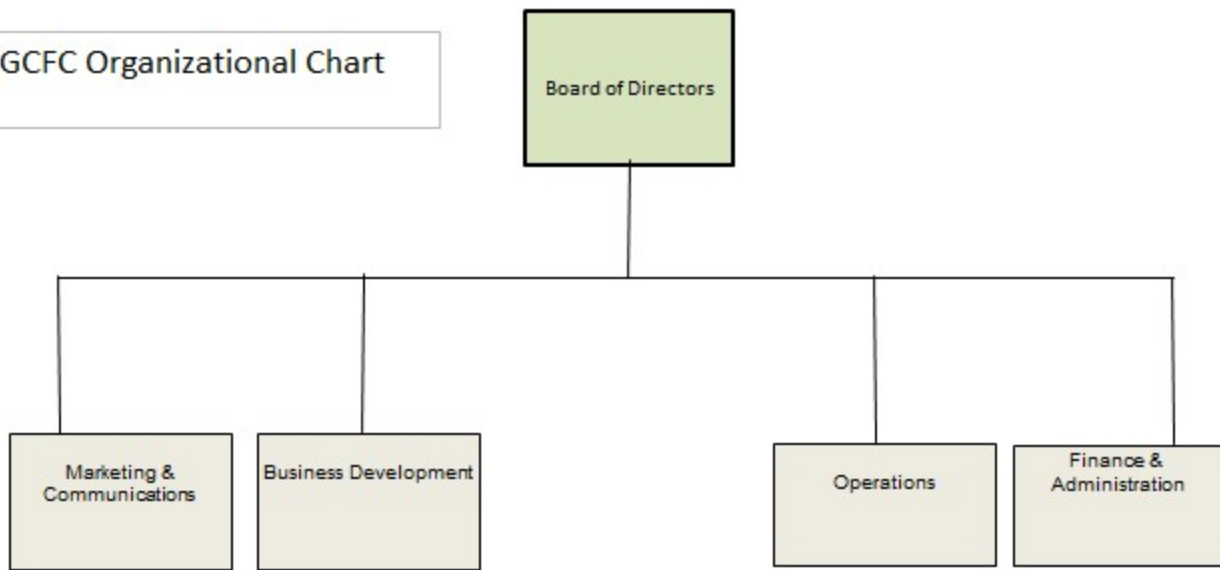 GCFC Organizational Chart
Board of Directors
Marketing &
Communications
Business Development
Operations
Finance &
Administration